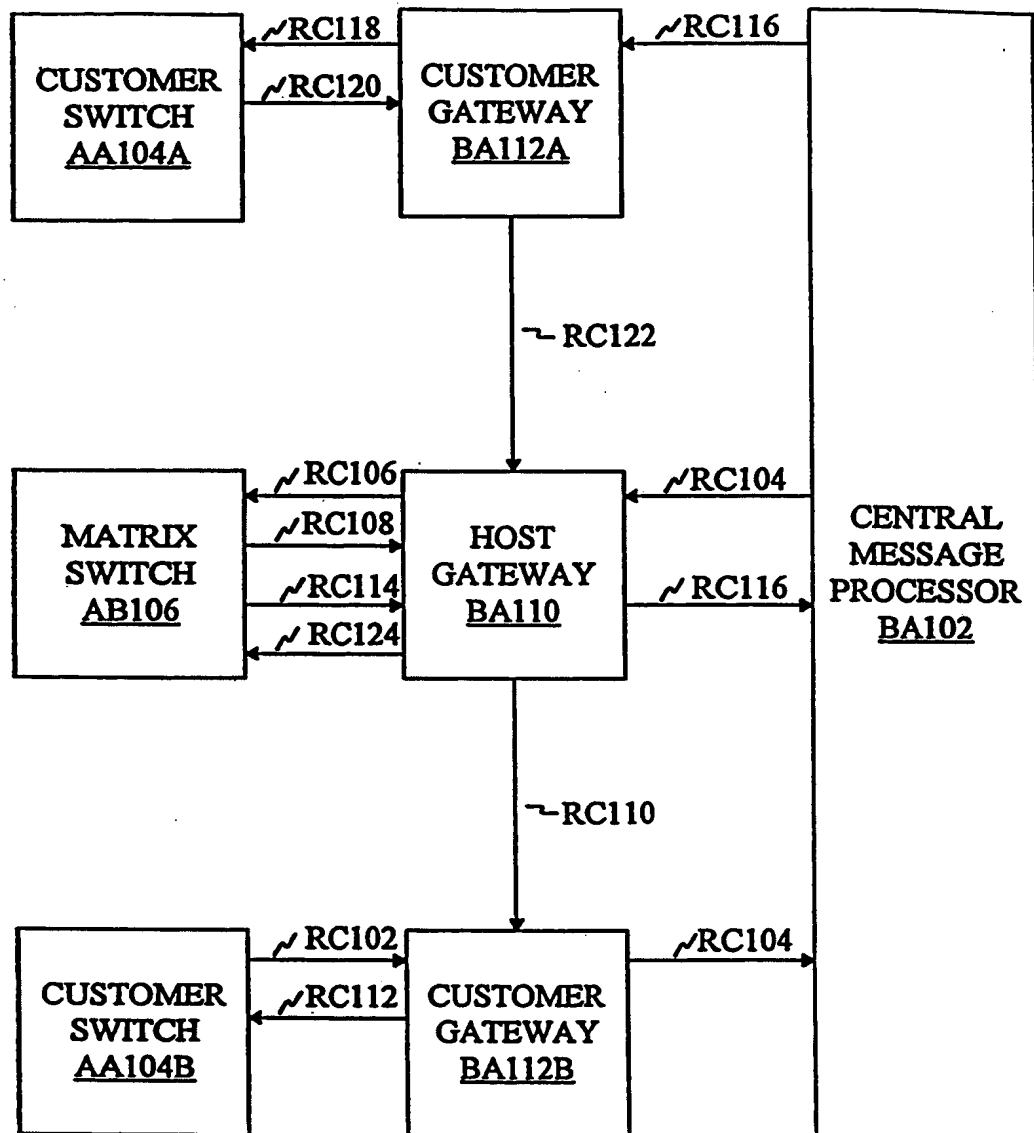 RC118
RC116
CUSTOMER
SWITCH
AA104A
RC120
CUSTOMER
GATEWAY
BA112A
RC122
RC106
RC104
MATRIX
SWITCH
AB106
RC108
RC114
RC124
HOST
GATEWAY
BA110
RC116
CENTRAL
MESSAGE
PROCESSOR
BA102
RC110
RC102
RC104
CUSTOMER
SWITCH
AA104B
RC112
CUSTOMER
GATEWAY
BA112B